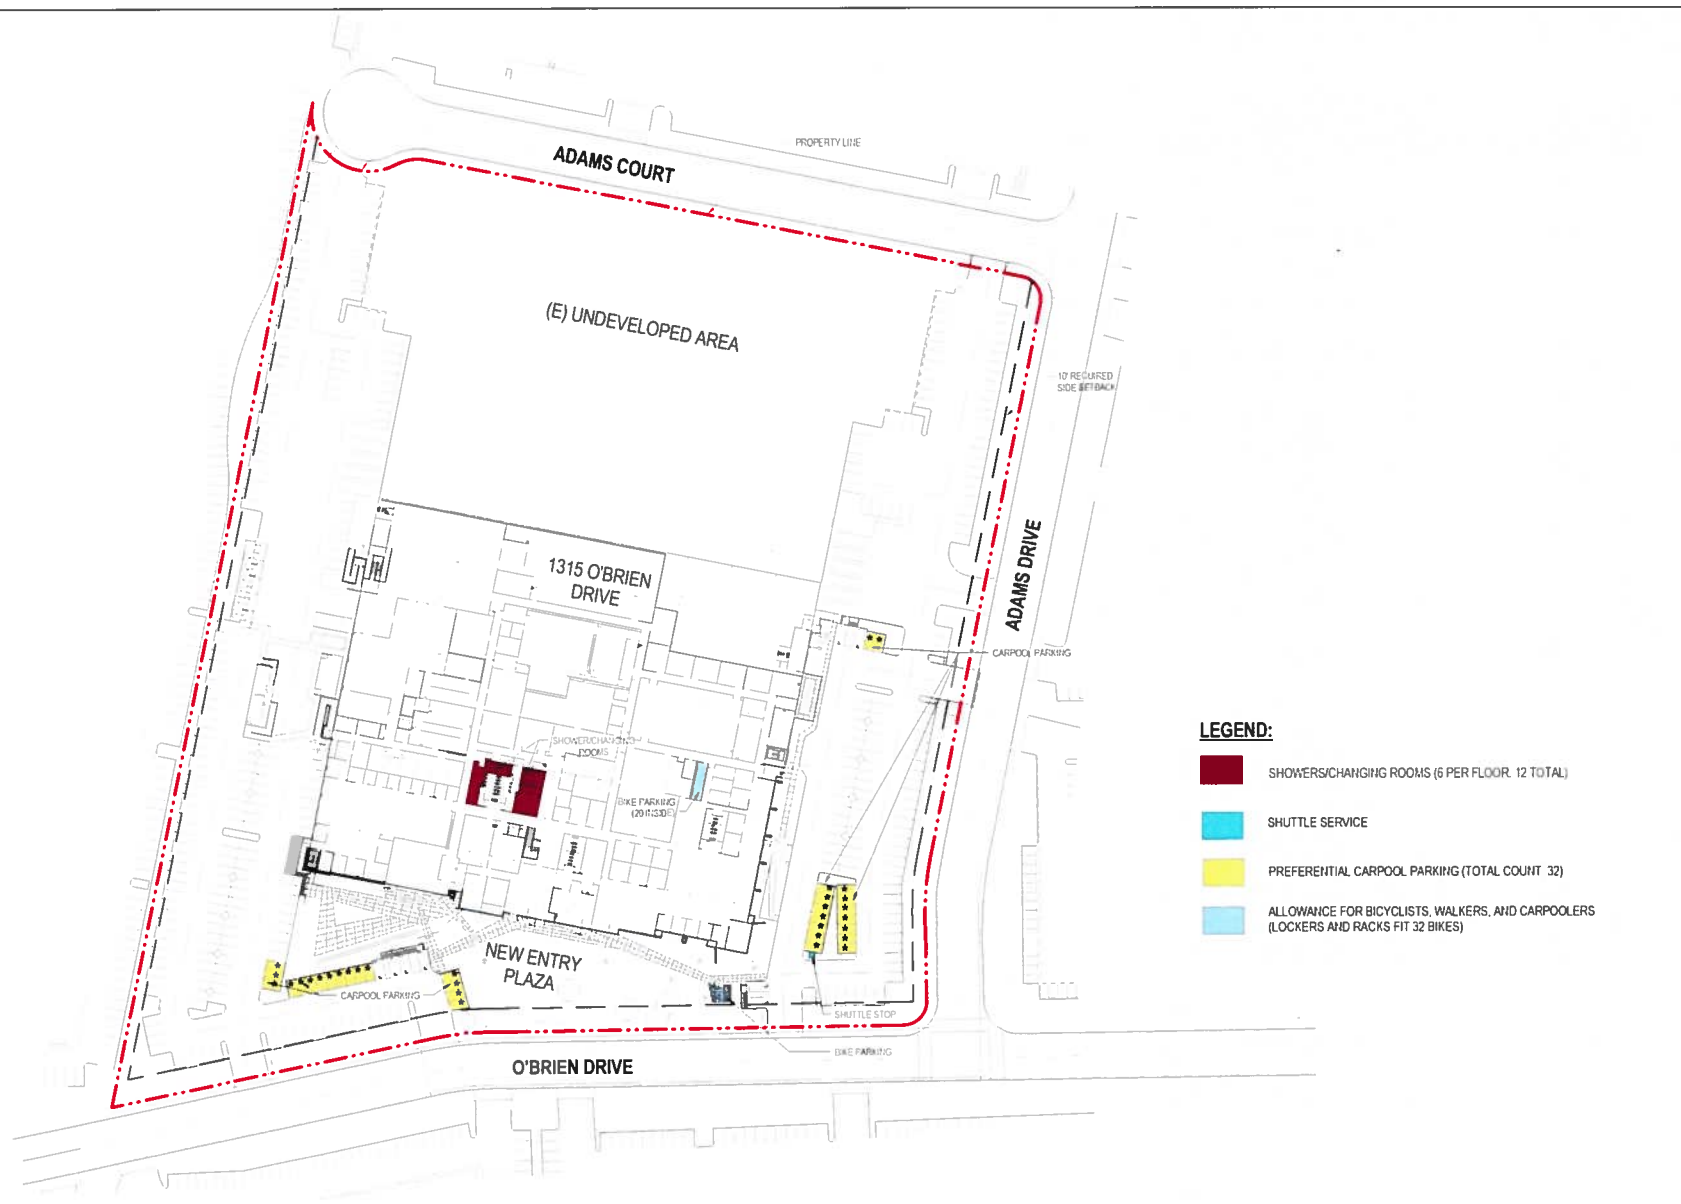 PROPERTY LINE
ADAMS COURT
(E) UNDEVELOPED AREA
10' REQUIRED
SIDE SETBACK
1315 O'BRIEN
DRIVE
ADAMS DRIVE
CARPOOL PARKING
SHOWER/CHANGING
ROOMS
BIKE PARKING
(20 INSIDE)
NEW ENTRY
PLAZA
CARPOOL PARKING
SHUTTLE STOP
BIKE PARKING
O'BRIEN DRIVE
LEGEND:
SHOWERS/CHANGING ROOMS (6 PER FLOOR. 12 TOTAL)
SHUTTLE SERVICE
PREFERENTIAL CARPOOL PARKING (TOTAL COUNT 32)
ALLOWANCE FOR BICYCLISTS, WALKERS, AND CARPOOLERS
(LOCKERS AND RACKS FIT 32 BIKES)